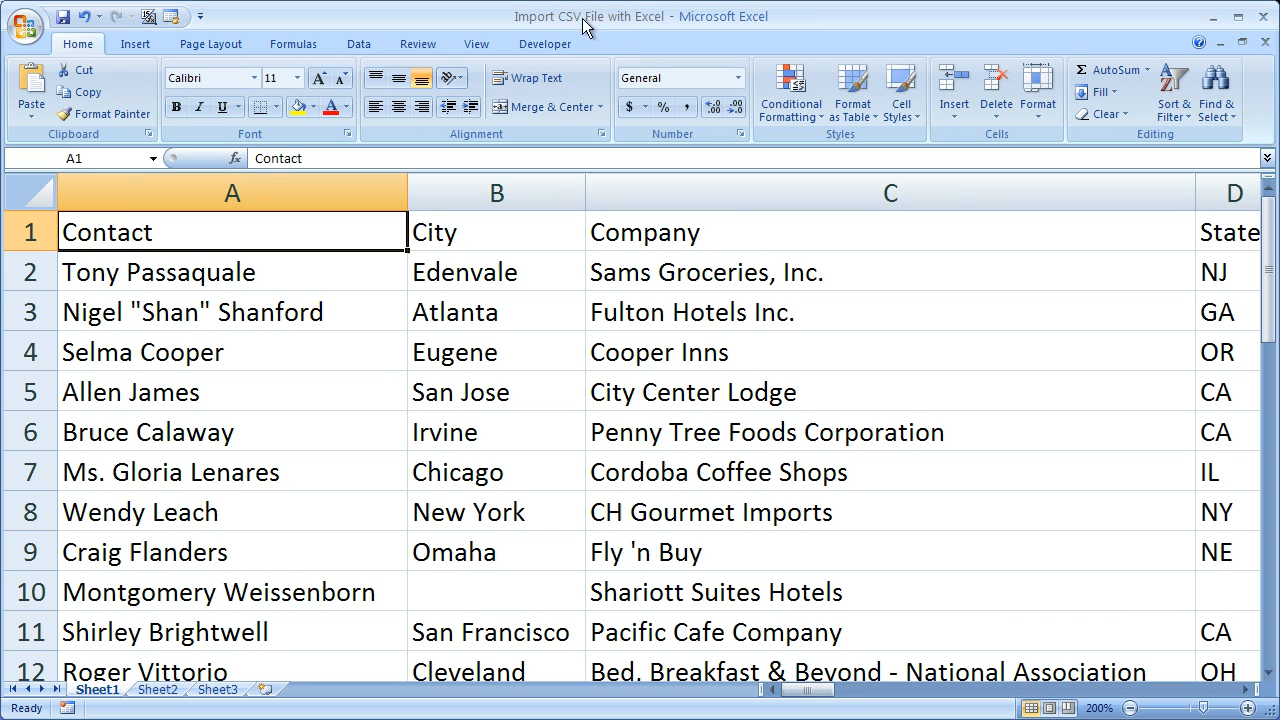 Import CSV File with Excel - Microsoft Excel
Home Insert Page Layout Formulas Data Review View Developer
Paste
Cut
Copy
Format Painter
Clipboard
Calibri 11
B I U
Font
Wrap Text
Merge & Center
Alignment
General
$ % ,
Number
Conditional Formatting
Format as Table
Cell Styles
Styles
Insert Delete Format
Cells
AutoSum
Fill
Clear
Sort & Filter
Find & Select
Editing
A1 fx Contact
A B C D
1 Contact City Company State
2 Tony Passaquale Edenvale Sams Groceries, Inc. NJ
3 Nigel "Shan" Shanford Atlanta Fulton Hotels Inc. GA
4 Selma Cooper Eugene Cooper Inns OR
5 Allen James San Jose City Center Lodge CA
6 Bruce Calaway Irvine Penny Tree Foods Corporation CA
7 Ms. Gloria Lenares Chicago Cordoba Coffee Shops IL
8 Wendy Leach New York CH Gourmet Imports NY
9 Craig Flanders Omaha Fly 'n Buy NE
10 Montgomery Weissenborn Shariott Suites Hotels
11 Shirley Brightwell San Francisco Pacific Cafe Company CA
12 Roger Vittorio Cleveland Bed, Breakfast & Beyond - National Association OH
Sheet1 Sheet2 Sheet3
Ready 200%